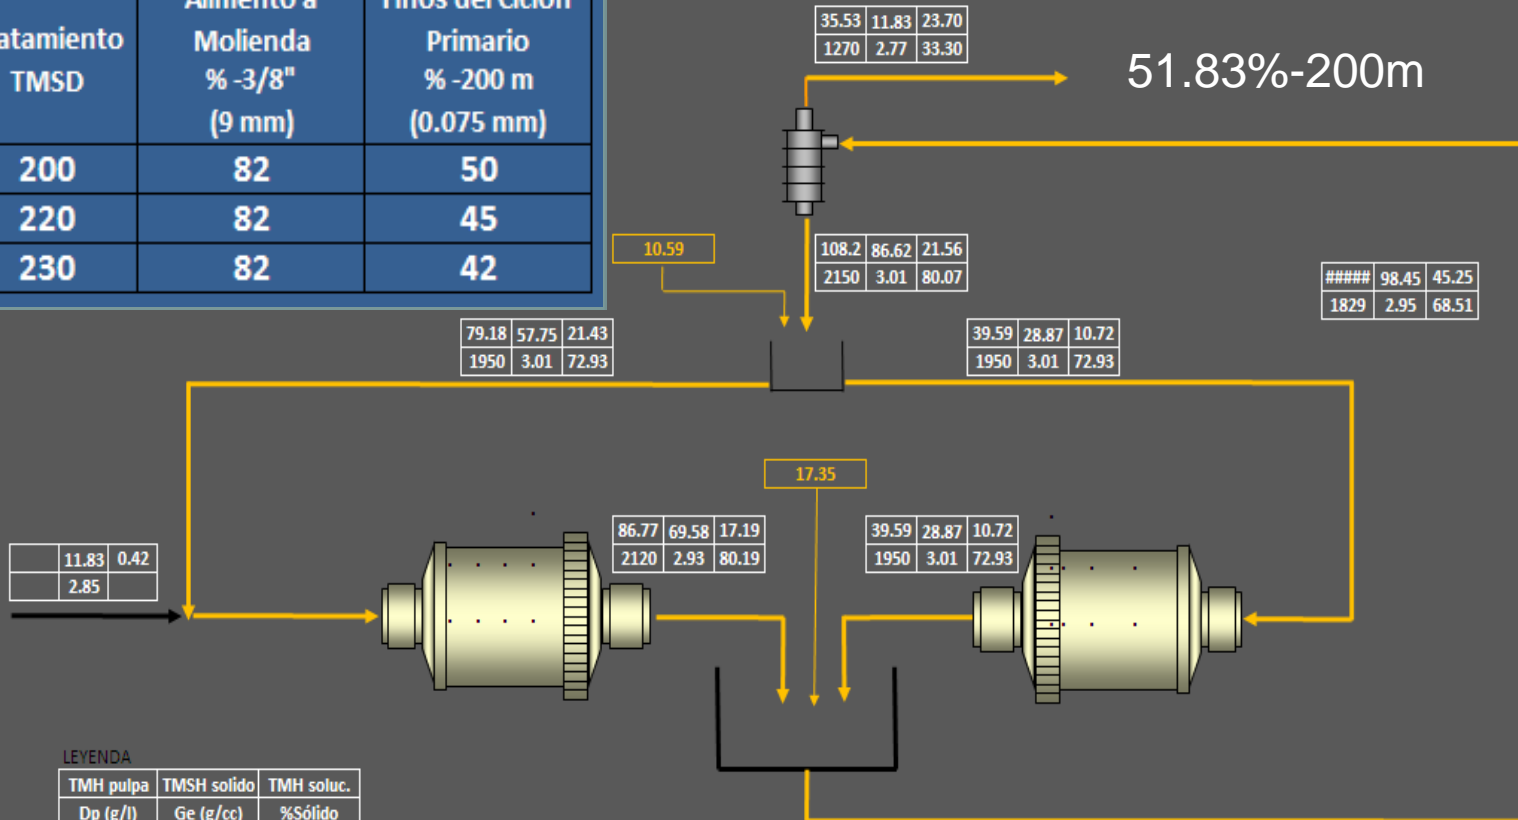 Molienda
Primario
TMSD
% -3/8"
% -200 m
(9 mm)
(0.075 mm)
200 82 50
220 82 45
230 82 42
35.53 11.83 23.70
1270 2.77 33.30
51.83%-200m
10.59
108.2 86.62 21.56
2150 3.01 80.07
##### 98.45 45.25
1829 2.95 68.51
79.18 57.75 21.43
1950 3.01 72.93
39.59 28.87 10.72
1950 3.01 72.93
17.35
86.77 69.58 17.19
2120 2.93 80.19
39.59 28.87 10.72
1950 3.01 72.93
11.83 0.42
2.85
LEYENDA
TMH pulpa TMSH solido TMH soluc.
Dp (g/l) Ge (g/cc) %Sólido